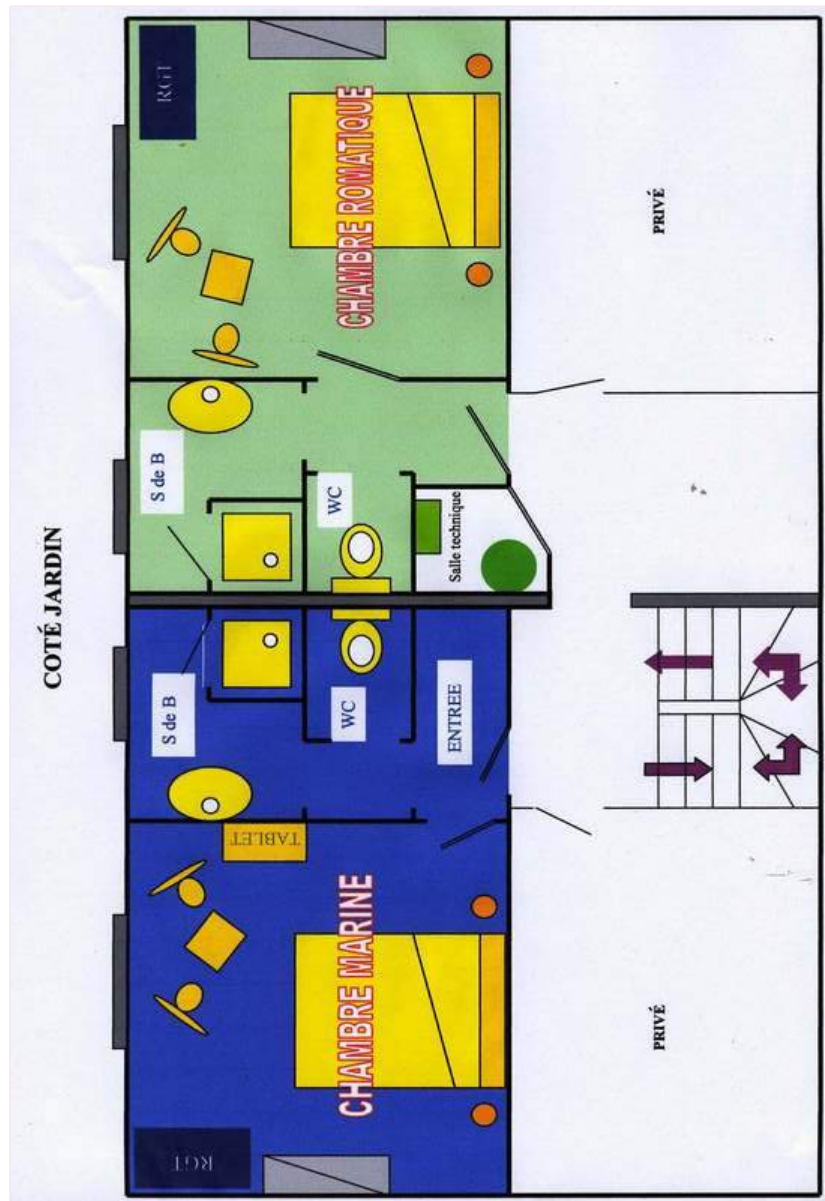 COTÉ JARDIN
RGT
CHAMBRE ROMATIQUE
PRIVÉ
S de B
WC
Salle technique
S de B
WC
ENTREE
TABLET
CHAMBRE MARINE
PRIVÉ
RGT